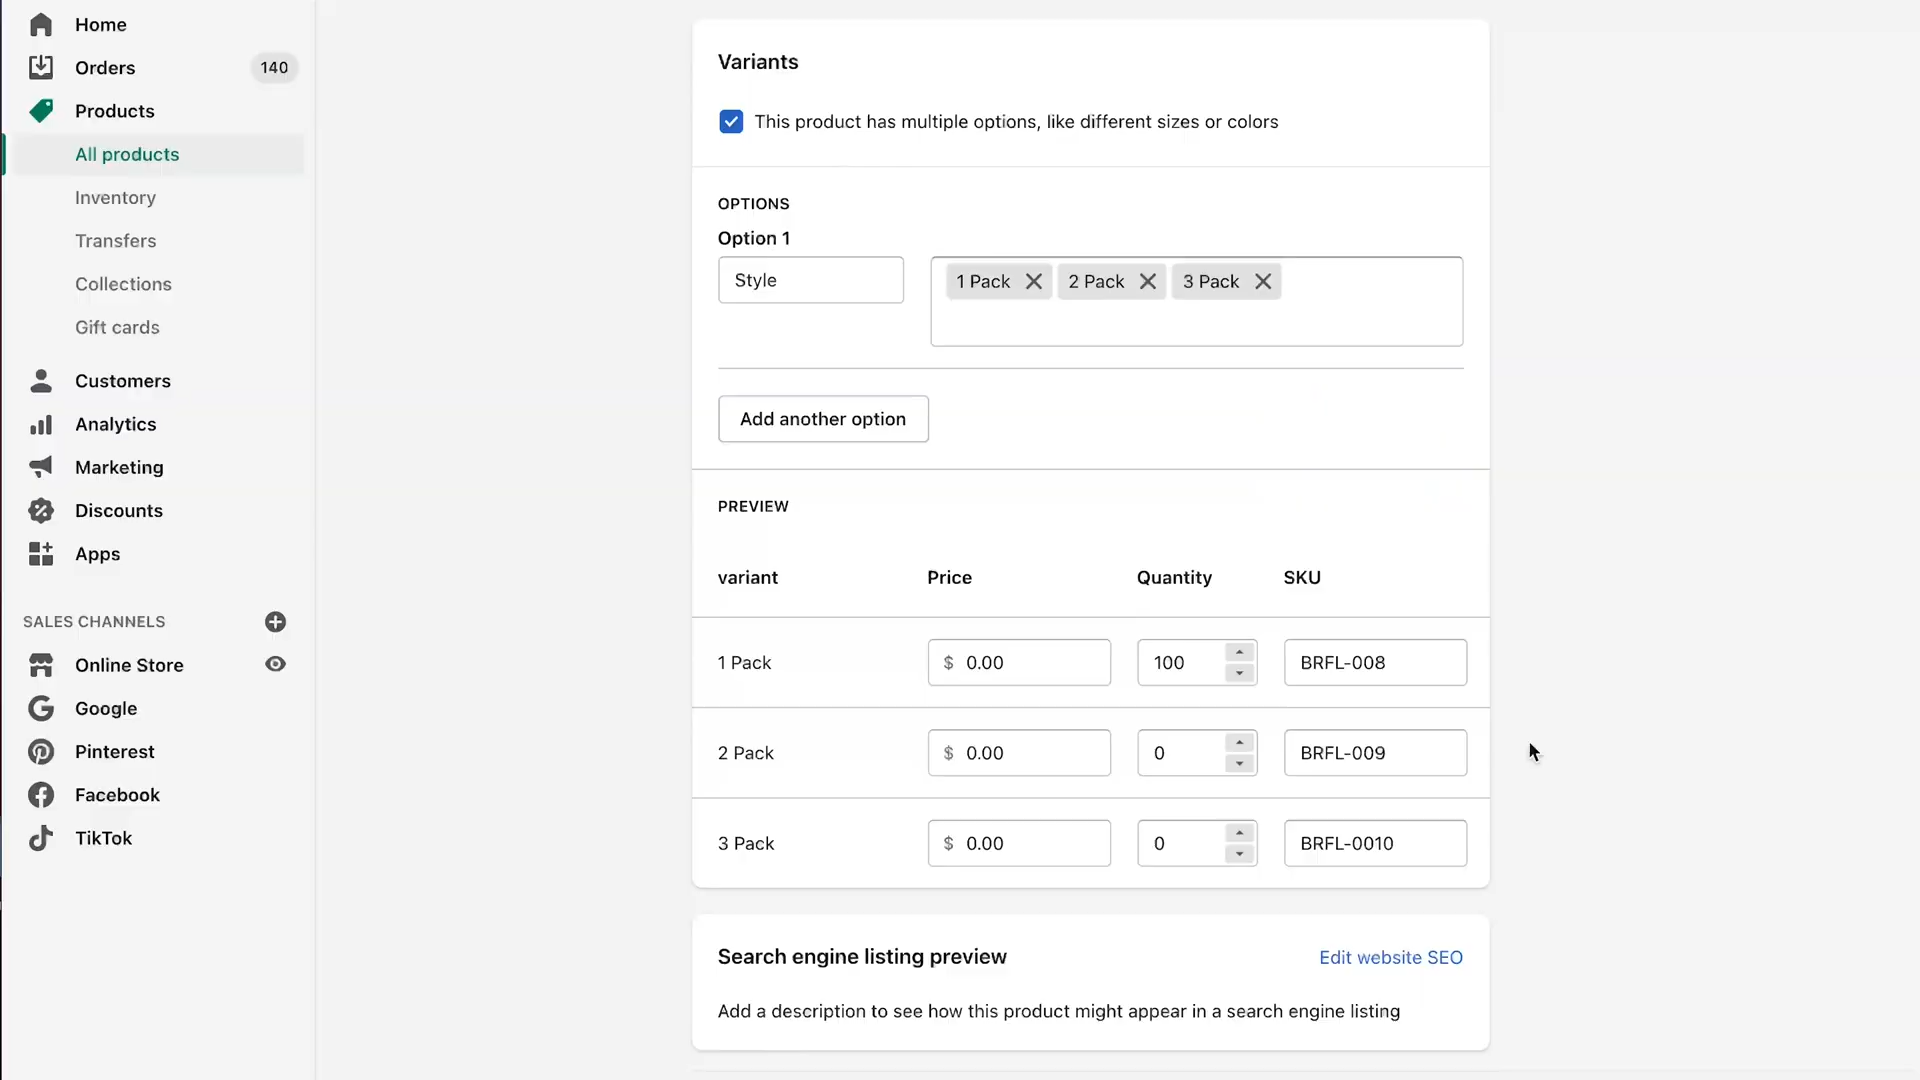 Home
Orders 140
Products
All products
Inventory
Transfers
Collections
Gift cards
Customers
Analytics
Marketing
Discounts
Apps
SALES CHANNELS
Online Store
Google
Pinterest
Facebook
TikTok
Variants
This product has multiple options, like different sizes or colors
OPTIONS
Option 1
Style 1 Pack 2 Pack 3 Pack
Add another option
PREVIEW
variant Price Quantity SKU
1 Pack $ 0.00 100 BRFL-008
2 Pack $ 0.00 0 BRFL-009
3 Pack $ 0.00 0 BRFL-0010
Search engine listing preview Edit website SEO
Add a description to see how this product might appear in a search engine listing